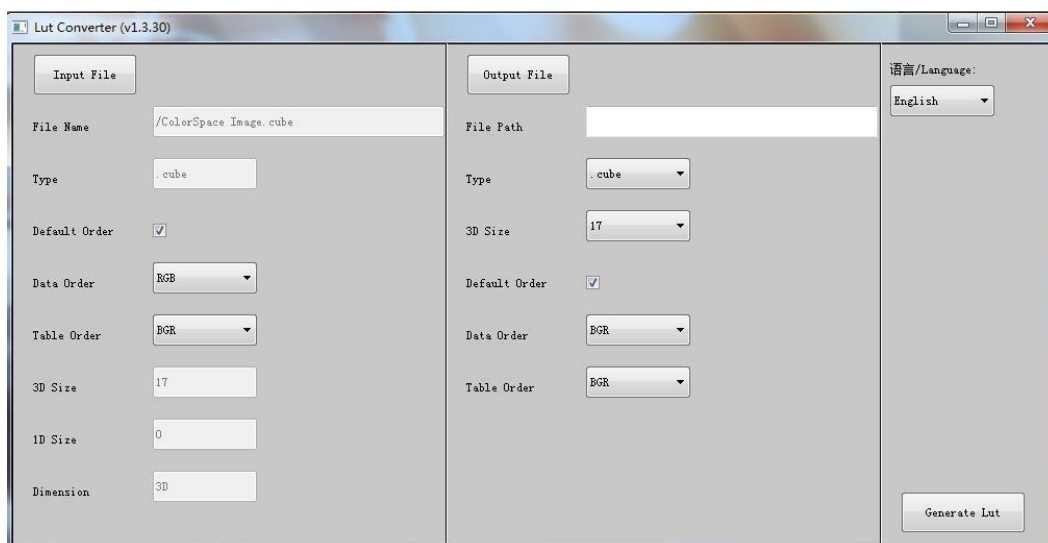 Lut Converter (v1.3.30)
Input File
File Name
/ColorSpace Image.cube
Type
.cube
Default Order
Data Order
RGB
Table Order
BGR
3D Size
17
1D Size
0
Dimension
3D
Output File
File Path
Type
.cube
3D Size
17
Default Order
Data Order
BGR
Table Order
BGR
语言/Language:
English
Generate Lut